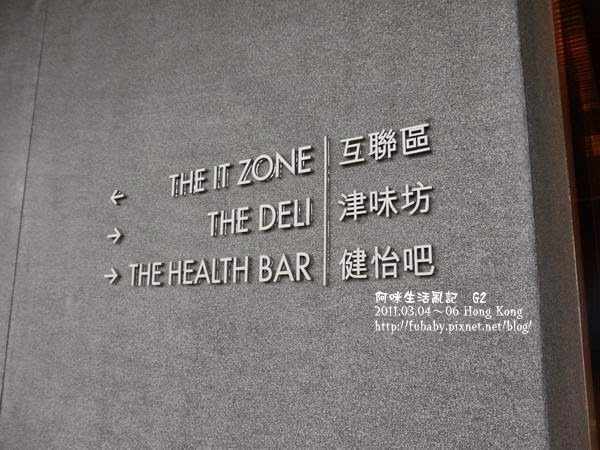 ← THE IT ZONE 互聯區
→ THE DELI 津味坊
→ THE HEALTH BAR 健怡吧
阿咪生活亂記 G2
2011.03.04～06 Hong Kong
http://fubaby.pixnet.net/blog/